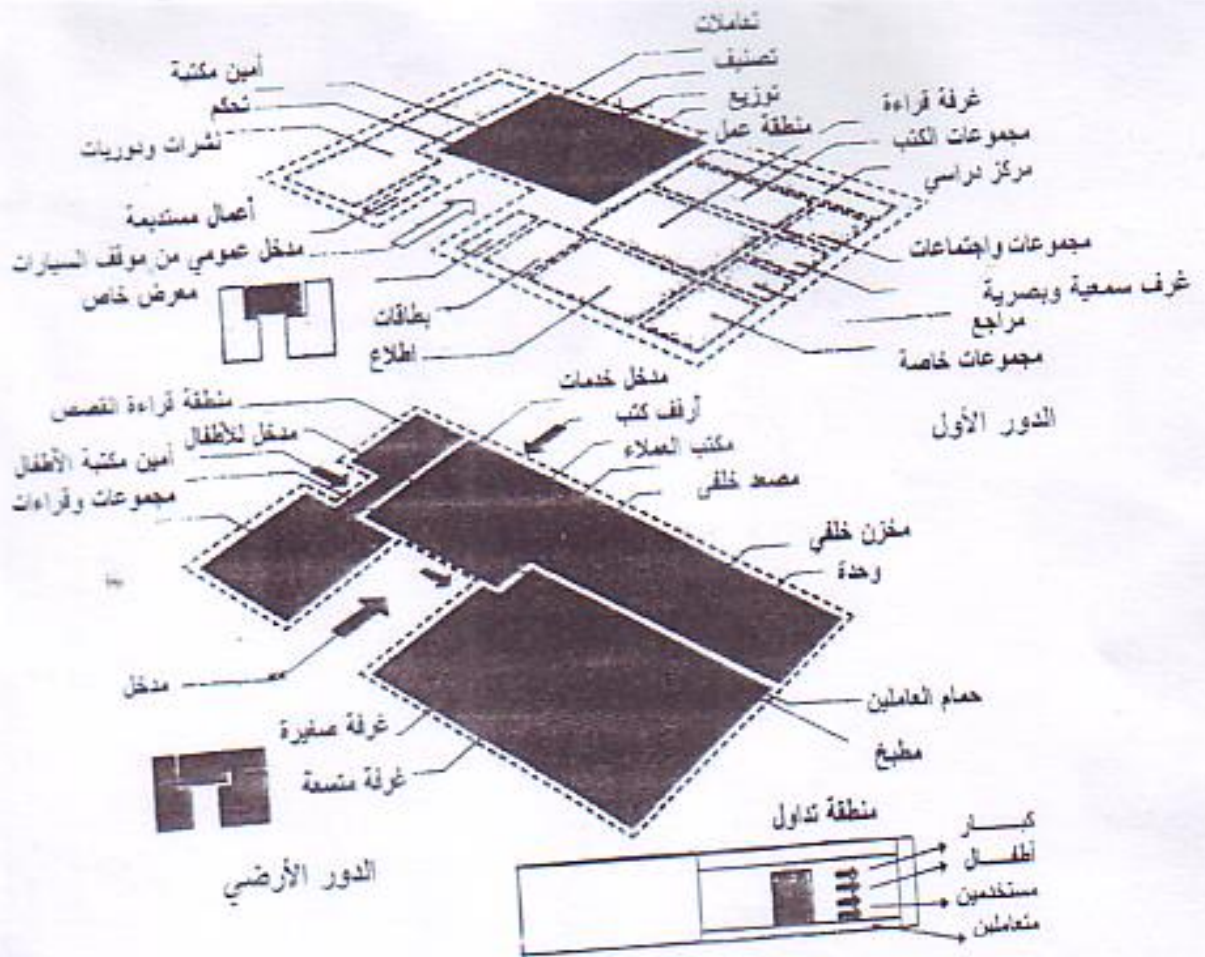 تعاملات
تصنيف
توزيع
منطقة عمل
أمين مكتبة
تحكم
نشرات ودوريات
أعمال مستديمة
مدخل عمومي من موقف السيارات
معرض خاص
بطاقات
اطلاع
غرفة قراءة
مجموعات الكتب
مركز دراسي
مجموعات واجتماعات
غرف سمعية وبصرية
مراجع
مجموعات خاصة
الدور الأول
مدخل خدمات
أرفف كتب
مكتب العملاء
مصعد خلفي
مخزن خلفي
وحدة
منطقة قراءة القصص
مدخل للأطفال
أمين مكتبة الأطفال
مجموعات وقراءات
مدخل
غرفة صغيرة
غرفة متسعة
حمام العاملين
مطبخ
الدور الأرضي
منطقة تداول
كبــــار
أطفــــال
مستخدمين
متعاملين